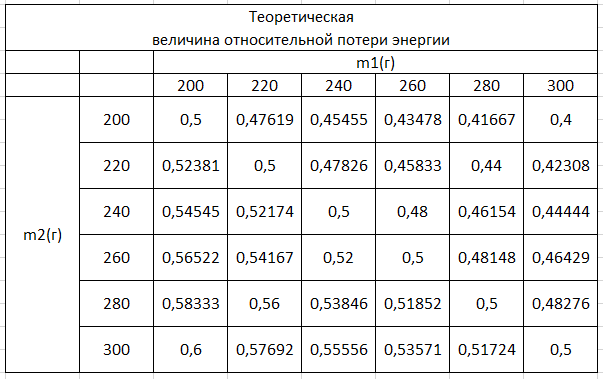 Теоретическая
величина относительной потери энергии
m1(г)
200 220 240 260 280 300
200 0,5 0,47619 0,45455 0,43478 0,41667 0,4
220 0,52381 0,5 0,47826 0,45833 0,44 0,42308
240 0,54545 0,52174 0,5 0,48 0,46154 0,44444
m2(г)
260 0,56522 0,54167 0,52 0,5 0,48148 0,46429
280 0,58333 0,56 0,53846 0,51852 0,5 0,48276
300 0,6 0,57692 0,55556 0,53571 0,51724 0,5